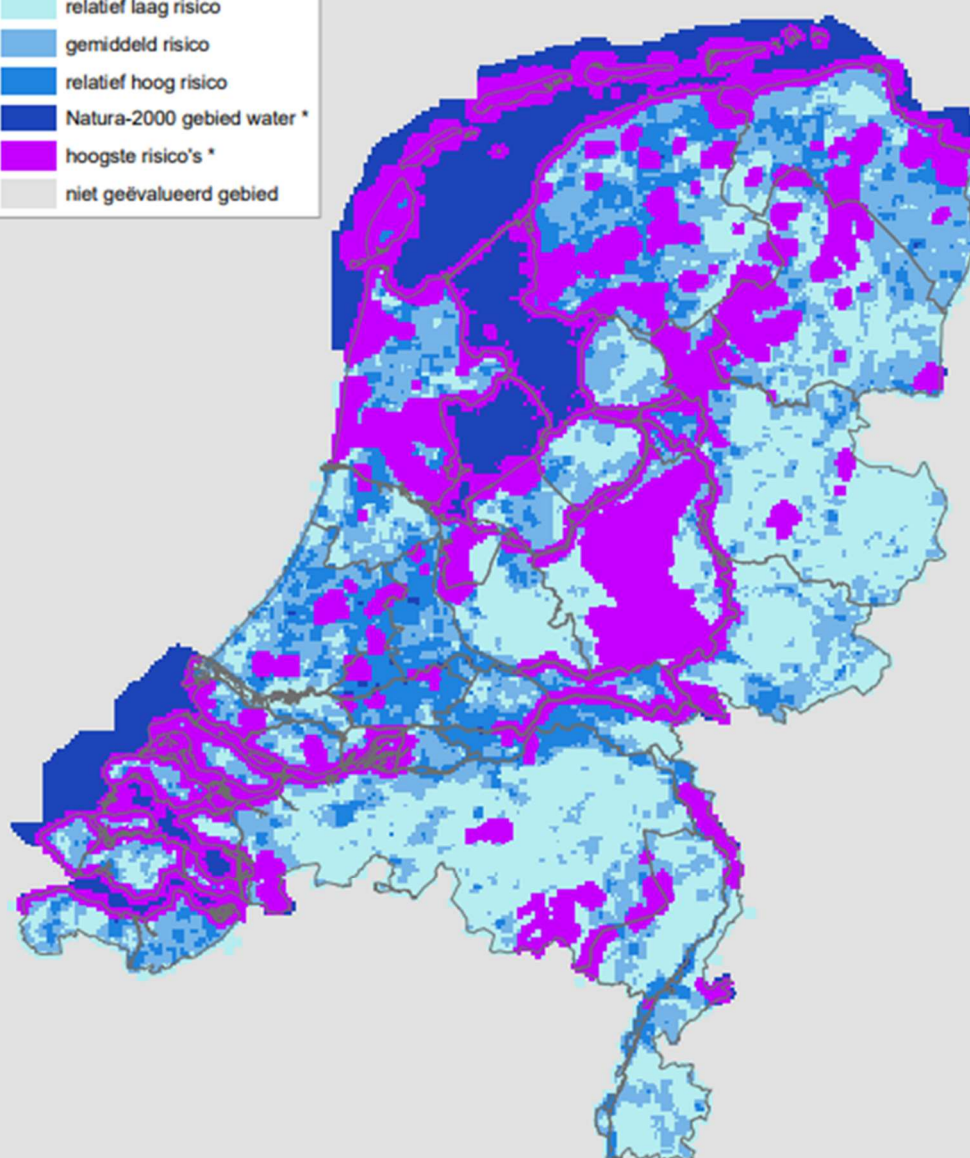 relatief laag risico
gemiddeld risico
relatief hoog risico
Natura-2000 gebied water *
hoogste risico's *
niet geëvalueerd gebied